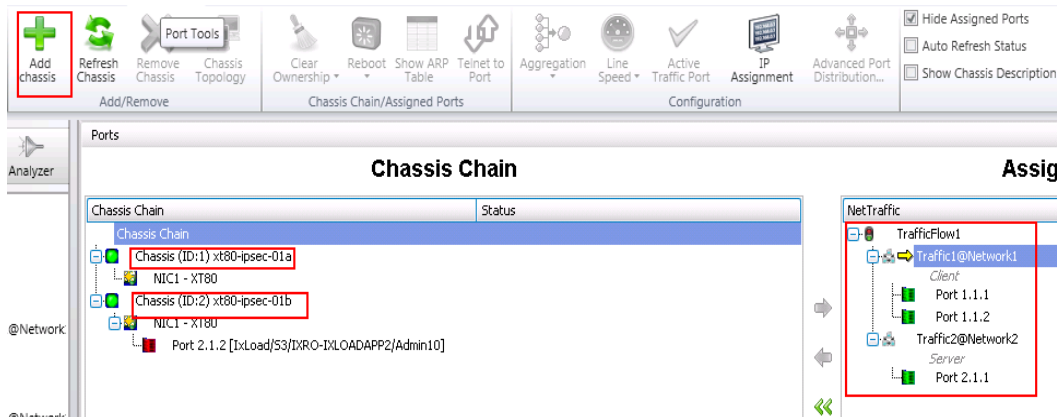 Add chassis
Refresh Chassis
Remove Chassis
Chassis Topology
Port Tools
Add/Remove
Clear Ownership
Reboot
Show ARP Table
Telnet to Port
Chassis Chain/Assigned Ports
Aggregation
Line Speed
Active Traffic Port
IP Assignment
Advanced Port Distribution...
Configuration
Hide Assigned Ports
Auto Refresh Status
Show Chassis Description
Analyzer
Ports
Chassis Chain
Assig
Chassis Chain
Status
Chassis Chain
Chassis (ID:1) xt80-ipsec-01a
NIC1 - XT80
Chassis (ID:2) xt80-ipsec-01b
NIC1 - XT80
Port 2.1.2 [IxLoad/S3/IXRO-IXLOADAPP2/Admin10]
@Network
NetTraffic
TrafficFlow1
Traffic1@Network1
Client
Port 1.1.1
Port 1.1.2
Traffic2@Network2
Server
Port 2.1.1